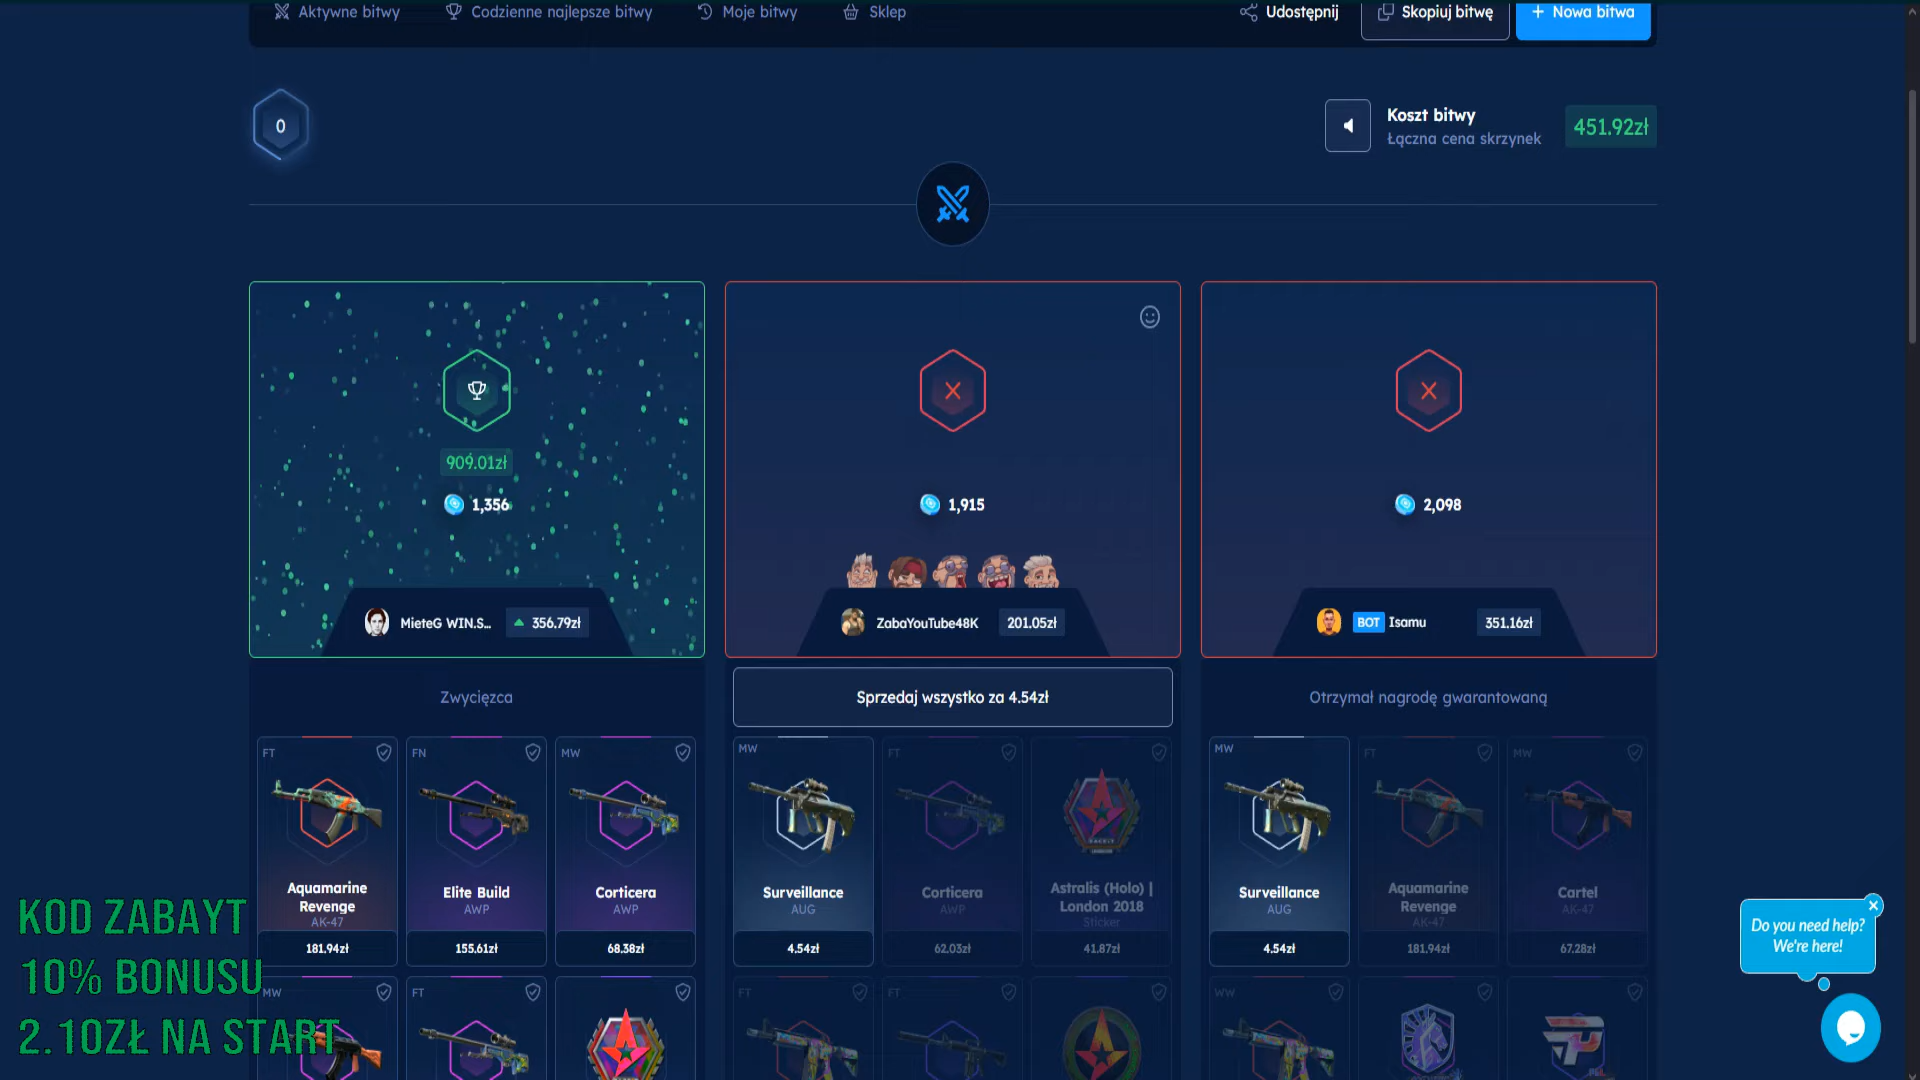 Aktywne bitwy
Codzienne najlepsze bitwy
Moje bitwy
Sklep
Udostępnij
Skopiuj bitwę
+ Nowa bitwa
0
Koszt bitwy
Łączna cena skrzynek
451.92zł
909.01zł
1,356
MieteG WIN.S...
356.79zł
1,915
ZabaYouTube48K
201.05zł
2,098
BOT Isamu
351.16zł
Zwycięzca
Sprzedaj wszystko za 4.54zł
Otrzymał nagrodę gwarantowaną
FT
Aquamarine
Revenge
AK-47
181.94zł
FN
Elite Build
AWP
155.61zł
MW
Corticera
AWP
68.38zł
MW
Surveillance
AUG
4.54zł
FT
Corticera
AWP
62.03zł
Astralis (Holo) |
London 2018
Sticker
41.87zł
MW
Surveillance
AUG
4.54zł
FT
Aquamarine
Revenge
AK-47
181.94zł
MW
Cartel
AK-47
67.28zł
MW
FT
FT
FT
WW
KOD ZABAYT
10% BONUSU
2.10ZŁ NA START
Do you need help?
We're here!